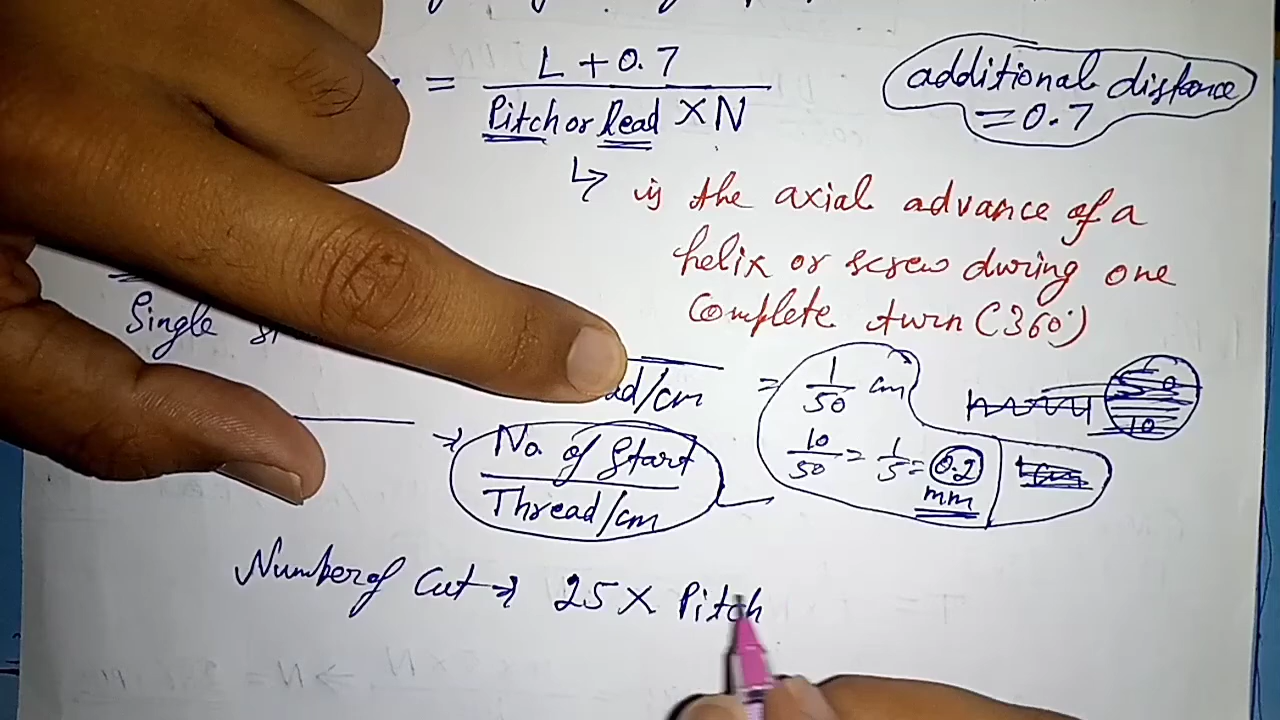 = L + 0.7
Pitch or lead × N
additional distance
= 0.7
↳ is the axial advance of a
helix or screw during one
complete turn (360°)
Single
ad/cm = 1/50 cm
10/50 = 1/5 = 0.2
mm
→ No. of Start
Thread/cm
Number of Cut → 25 × Pitch